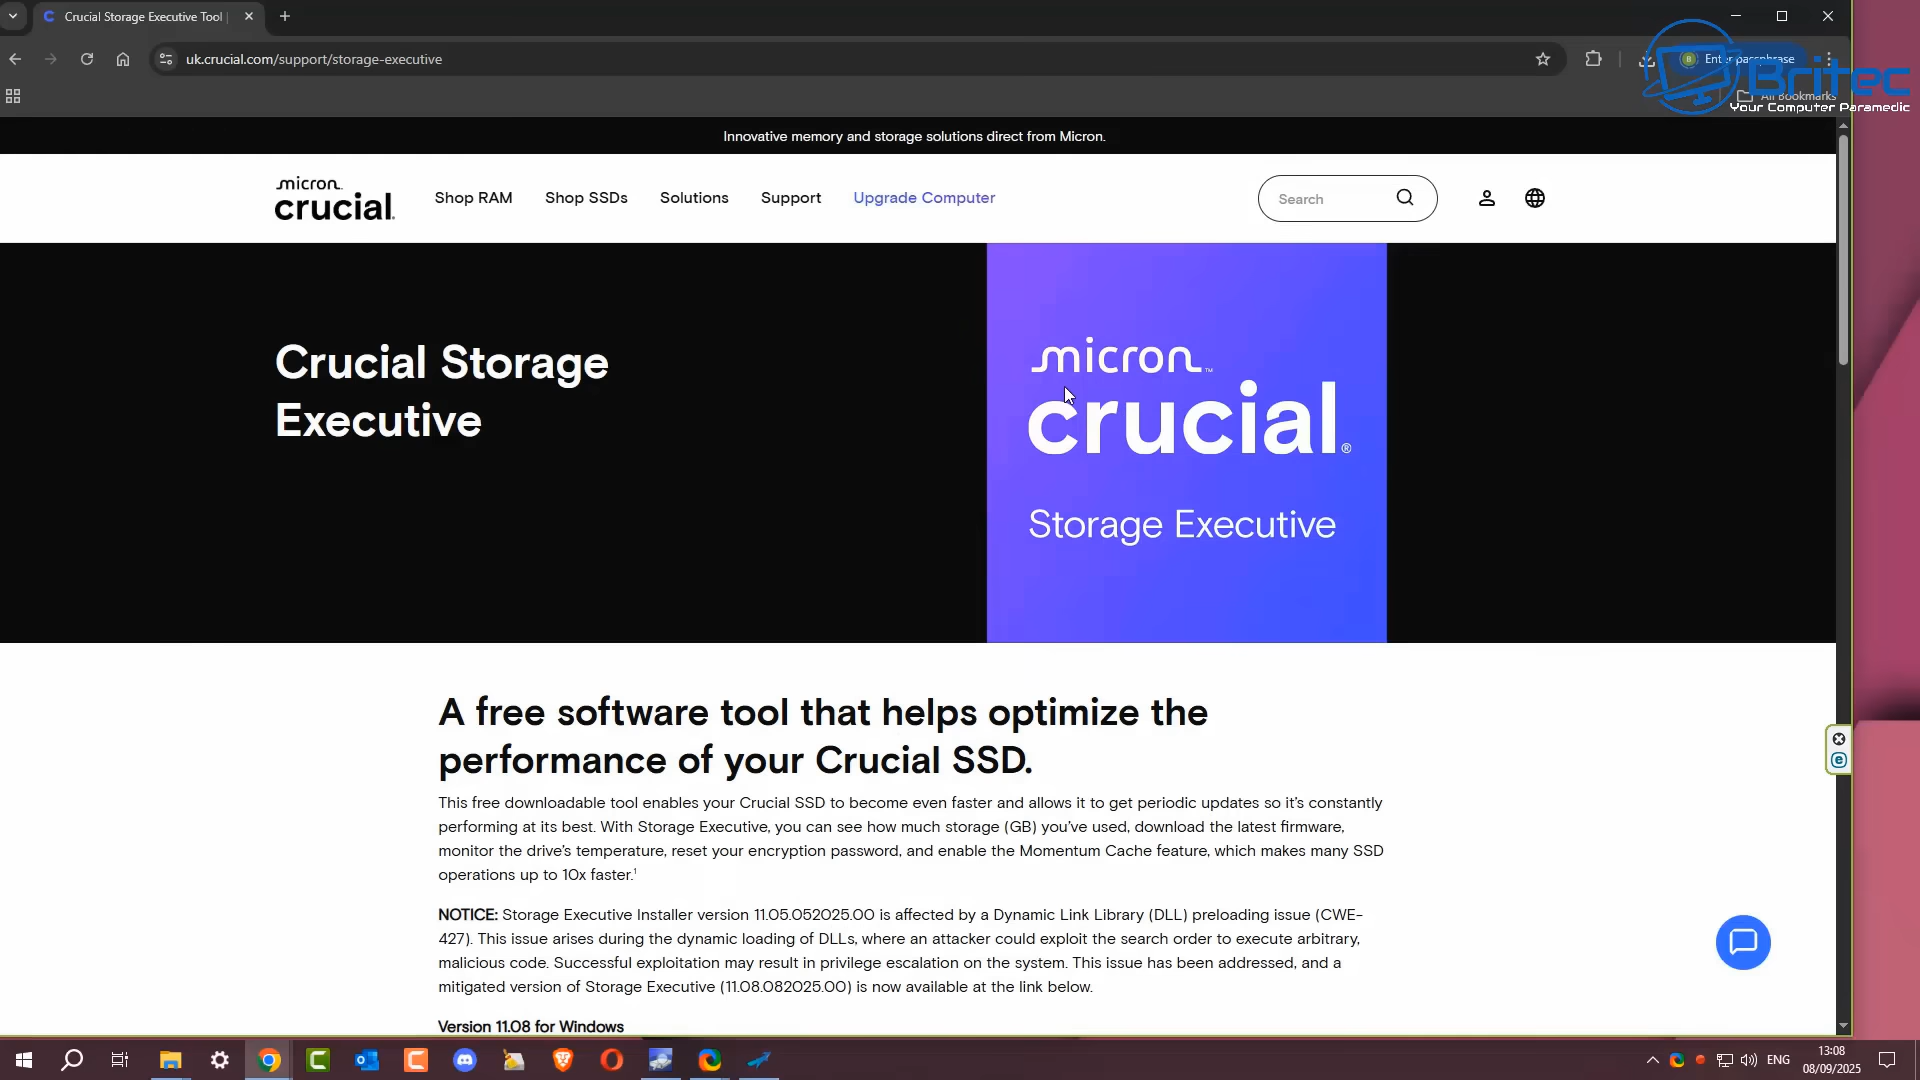 Crucial Storage Executive Tool |
uk.crucial.com/support/storage-executive
Enter passphrase
All Bookmarks
Britec
Your Computer Paramedic
Innovative memory and storage solutions direct from Micron.
micron
crucial
Shop RAM
Shop SSDs
Solutions
Support
Upgrade Computer
Search
Crucial Storage
Executive
micron™
crucial®
Storage Executive
A free software tool that helps optimize the
performance of your Crucial SSD.
This free downloadable tool enables your Crucial SSD to become even faster and allows it to get periodic updates so it's constantly
performing at its best. With Storage Executive, you can see how much storage (GB) you've used, download the latest firmware,
monitor the drive's temperature, reset your encryption password, and enable the Momentum Cache feature, which makes many SSD
operations up to 10x faster.¹
NOTICE: Storage Executive Installer version 11.05.052025.00 is affected by a Dynamic Link Library (DLL) preloading issue (CWE-
427). This issue arises during the dynamic loading of DLLs, where an attacker could exploit the search order to execute arbitrary,
malicious code. Successful exploitation may result in privilege escalation on the system. This issue has been addressed, and a
mitigated version of Storage Executive (11.08.082025.00) is now available at the link below.
Version 11.08 for Windows
ENG
13:08
08/09/2025